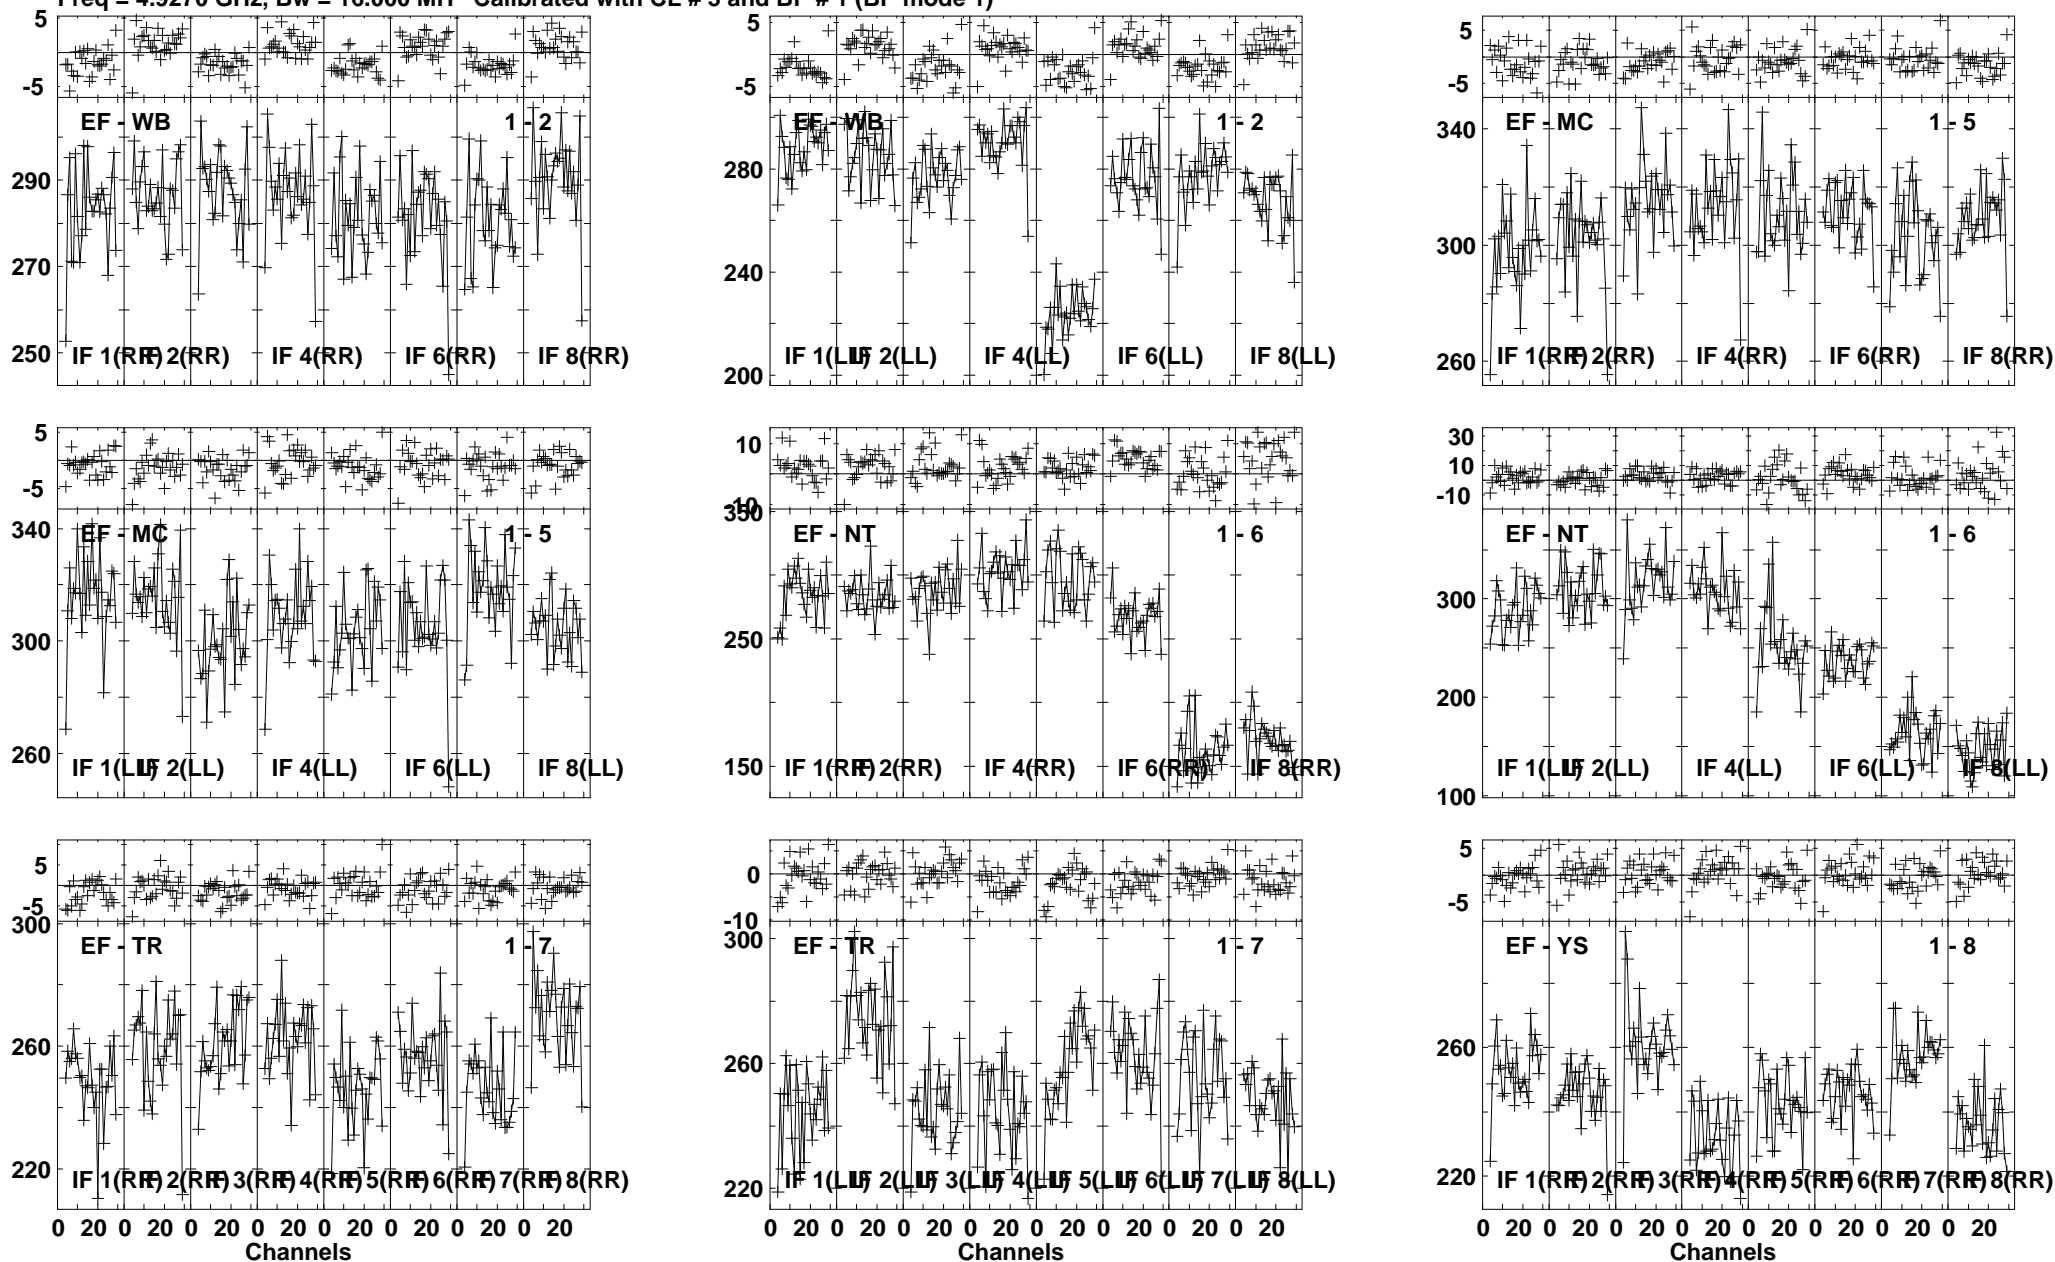 Freq = 4.9270 GHz, Bw = 16.000 MH Calibrated with CL # 3 and BP # 1 (BP mode 1)
5
-5
EF - WB 1 - 2
290
270
250
IF 1(RR) IF 2(RR) IF 4(RR) IF 6(RR) IF 8(RR)
5
-5
EF - WB 1 - 2
280
240
200
IF 1(LL) IF 2(LL) IF 4(LL) IF 6(LL) IF 8(LL)
5
-5
EF - MC 1 - 5
340
300
260
IF 1(RR) IF 2(RR) IF 4(RR) IF 6(RR) IF 8(RR)
5
-5
EF - MC 1 - 5
340
300
260
IF 1(LL) IF 2(LL) IF 4(LL) IF 6(LL) IF 8(LL)
10
-10
350
EF - NT 1 - 6
250
150
IF 1(RR) IF 2(RR) IF 4(RR) IF 6(RR) IF 8(RR)
30
10
-10
EF - NT 1 - 6
300
200
100
IF 1(LL) IF 2(LL) IF 4(LL) IF 6(LL) IF 8(LL)
5
-5
300
EF - TR 1 - 7
260
220
IF 1(RR) IF 2(RR) IF 3(RR) IF 4(RR) IF 5(RR) IF 6(RR) IF 7(RR) IF 8(RR)
0 20 0 20 0 20 0 20 0 20 0 20 0 20 0 20
Channels
0
-10
300
EF - TR 1 - 7
260
220
IF 1(LL) IF 2(LL) IF 3(LL) IF 4(LL) IF 5(LL) IF 6(LL) IF 7(LL) IF 8(LL)
0 20 0 20 0 20 0 20 0 20 0 20 0 20 0 20
Channels
5
-5
EF - YS 1 - 8
260
220
IF 1(RR) IF 2(RR) IF 3(RR) IF 4(RR) IF 5(RR) IF 6(RR) IF 7(RR) IF 8(RR)
0 20 0 20 0 20 0 20 0 20 0 20 0 20 0 20
Channels